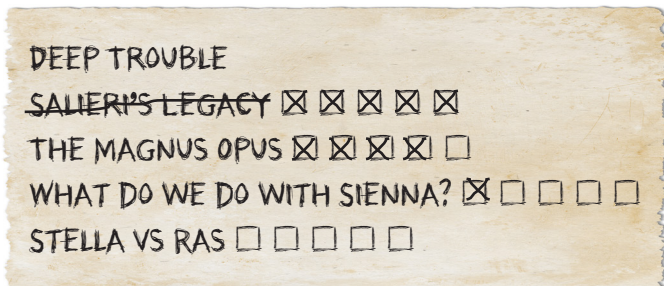 DEEP TROUBLE
SALIERI'S LEGACY ☒ ☒ ☒ ☒ ☒
THE MAGNUS OPUS ☒ ☒ ☒ ☒ ☐
WHAT DO WE DO WITH SIENNA? ☒ ☐ ☐ ☐ ☐
STELLA VS RAS ☐ ☐ ☐ ☐ ☐